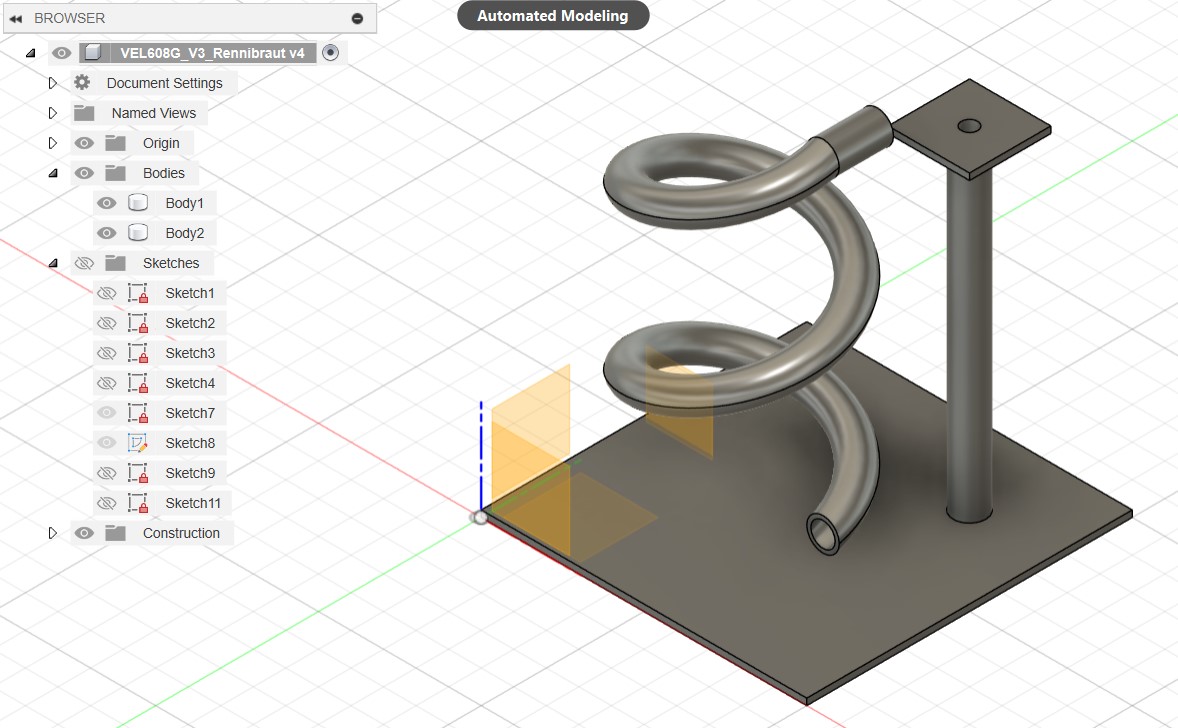 BROWSER
Automated Modeling
VEL608G_V3_Rennibraut v4
Document Settings
Named Views
Origin
Bodies
Body1
Body2
Sketches
Sketch1
Sketch2
Sketch3
Sketch4
Sketch7
Sketch8
Sketch9
Sketch11
Construction